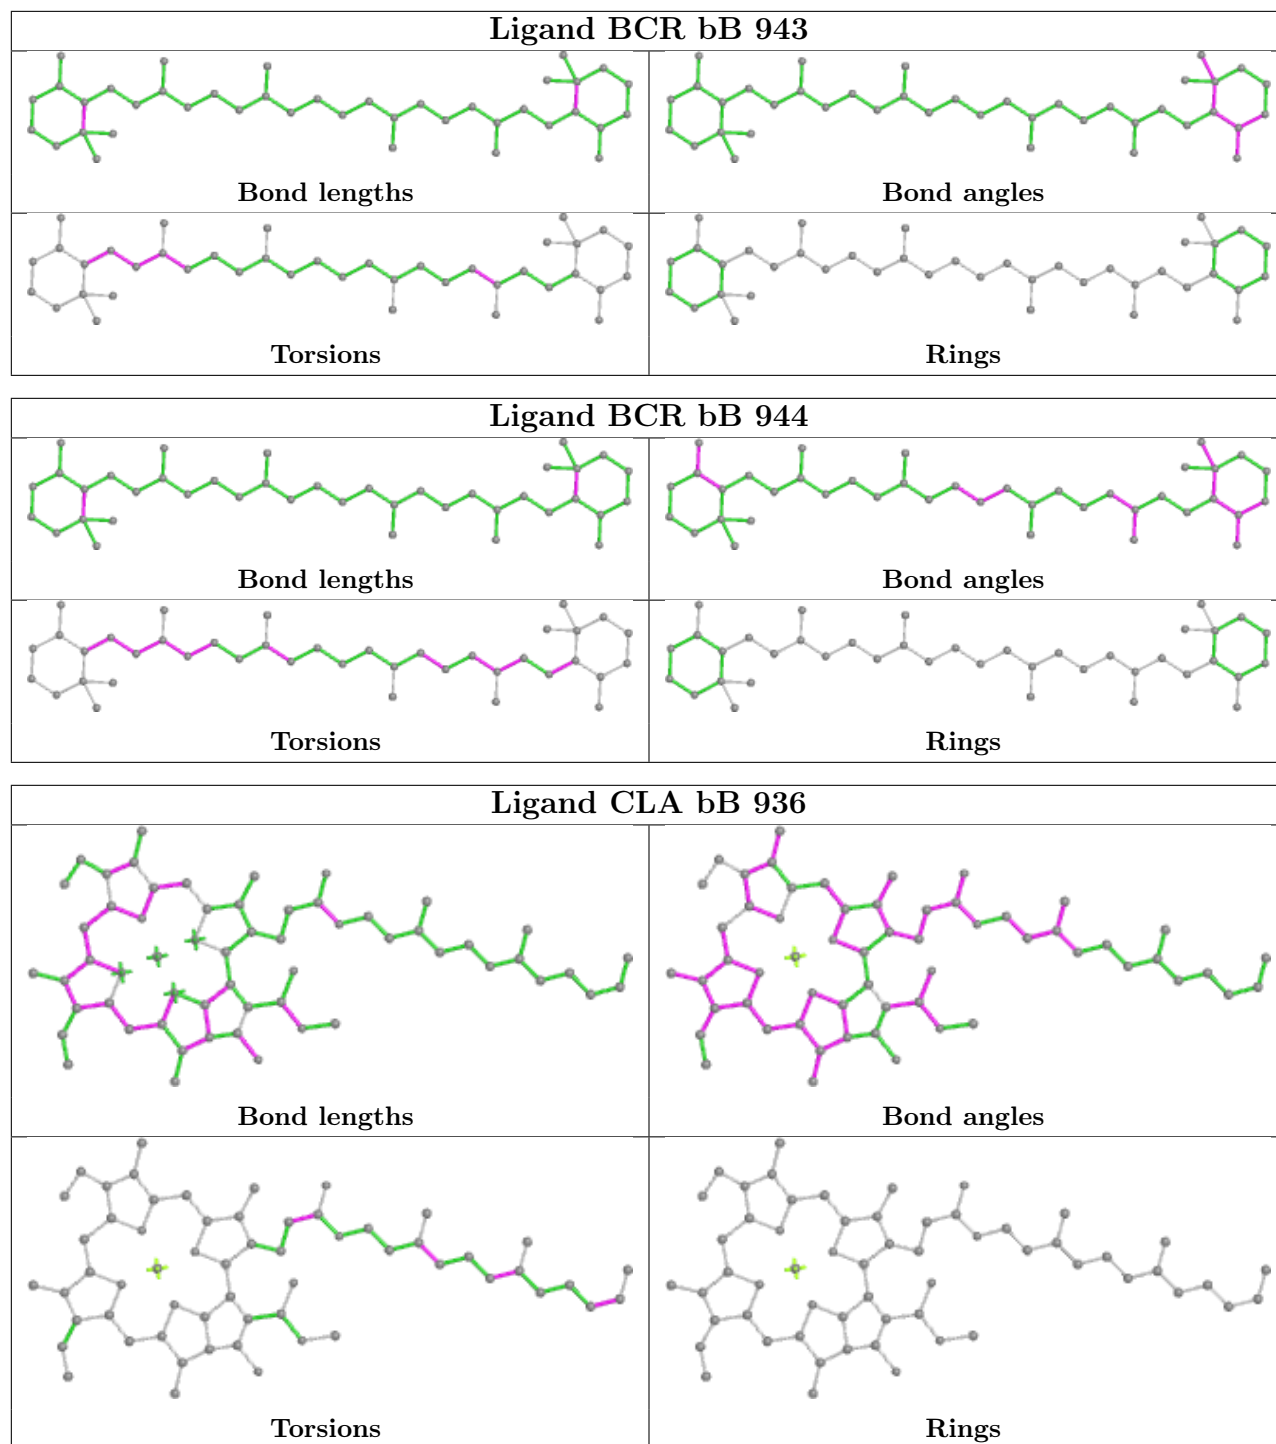 Ligand BCR bB 943
Bond lengths
Bond angles
Torsions
Rings
Ligand BCR bB 944
Bond lengths
Bond angles
Torsions
Rings
Ligand CLA bB 936
Bond lengths
Bond angles
Torsions
Rings